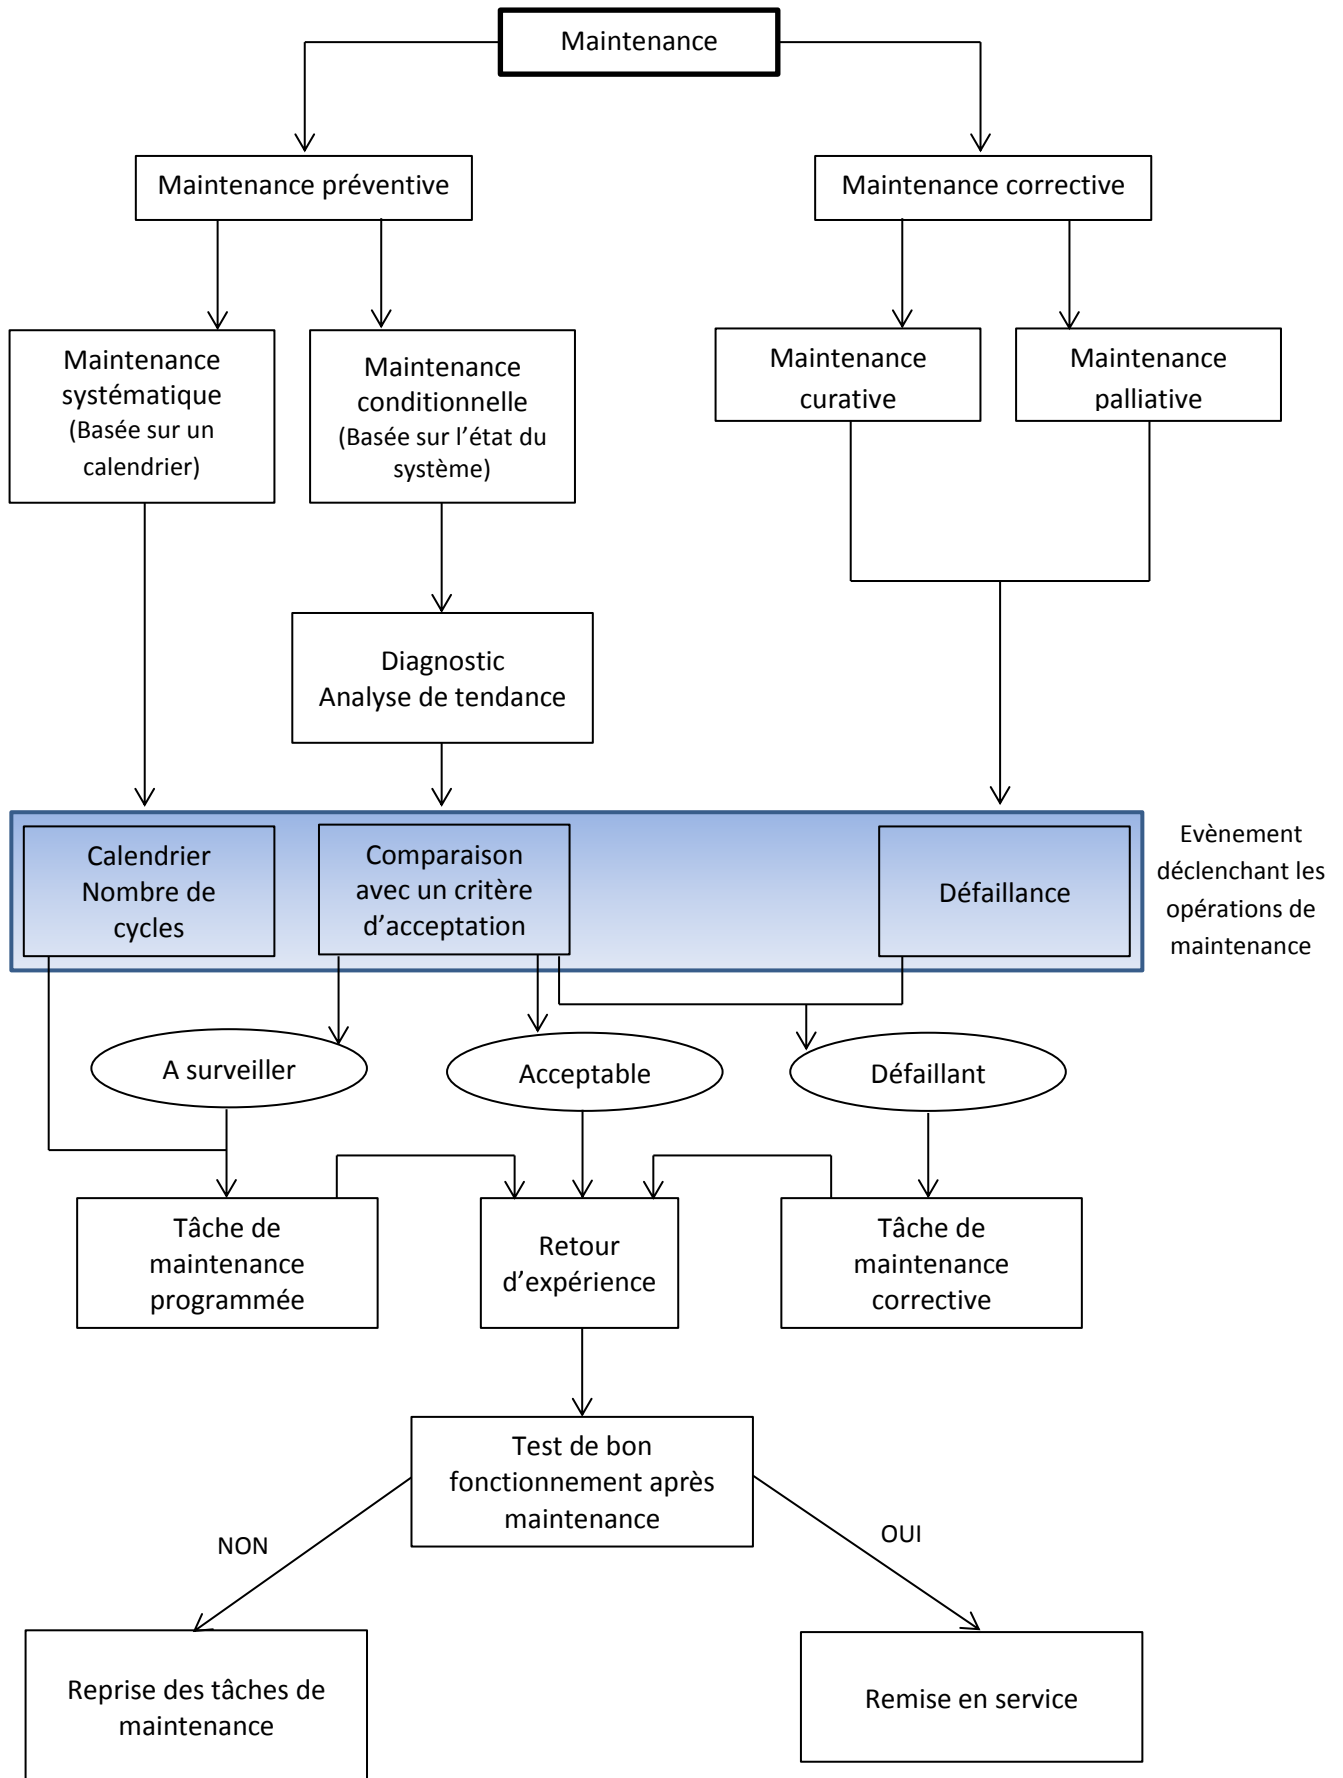 Maintenance
Maintenance préventive
Maintenance corrective
Maintenance
systématique
(Basée sur un
calendrier)
Maintenance
conditionnelle
(Basée sur l’état du
système)
Maintenance
curative
Maintenance
palliative
Diagnostic
Analyse de tendance
Calendrier
Nombre de
cycles
Comparaison
avec un critère
d’acceptation
Défaillance
Evènement
déclenchant les
opérations de
maintenance
A surveiller
Acceptable
Défaillant
Tâche de
maintenance
programmée
Retour
d’expérience
Tâche de
maintenance
corrective
Test de bon
fonctionnement après
maintenance
NON
OUI
Reprise des tâches de
maintenance
Remise en service